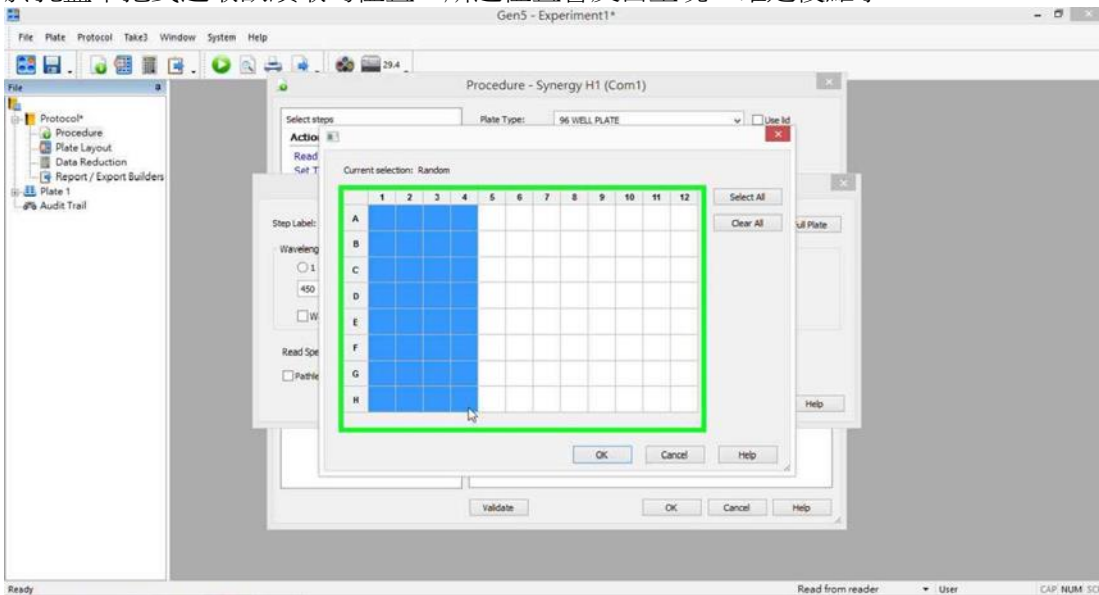 Gen5 - Experiment1*
File Plate Protocol Take3 Window System Help
29.4
File
Protocol*
Procedure
Plate Layout
Data Reduction
Report / Export Builders
Plate 1
Audit Trail
Procedure - Synergy H1 (Com1)
Select steps
Plate Type: 96 WELL PLATE Use lid
Actio
Read
Set T
Current selection: Random
1 2 3 4 5 6 7 8 9 10 11 12
A
B
C
D
E
F
G
H
Select All
Clear All
Step Label:
ull Plate
Waveleng
1
450
W
Read Spe
Pathle
Help
OK Cancel Help
Validate OK Cancel Help
Ready Read from reader User CAP NUM SC